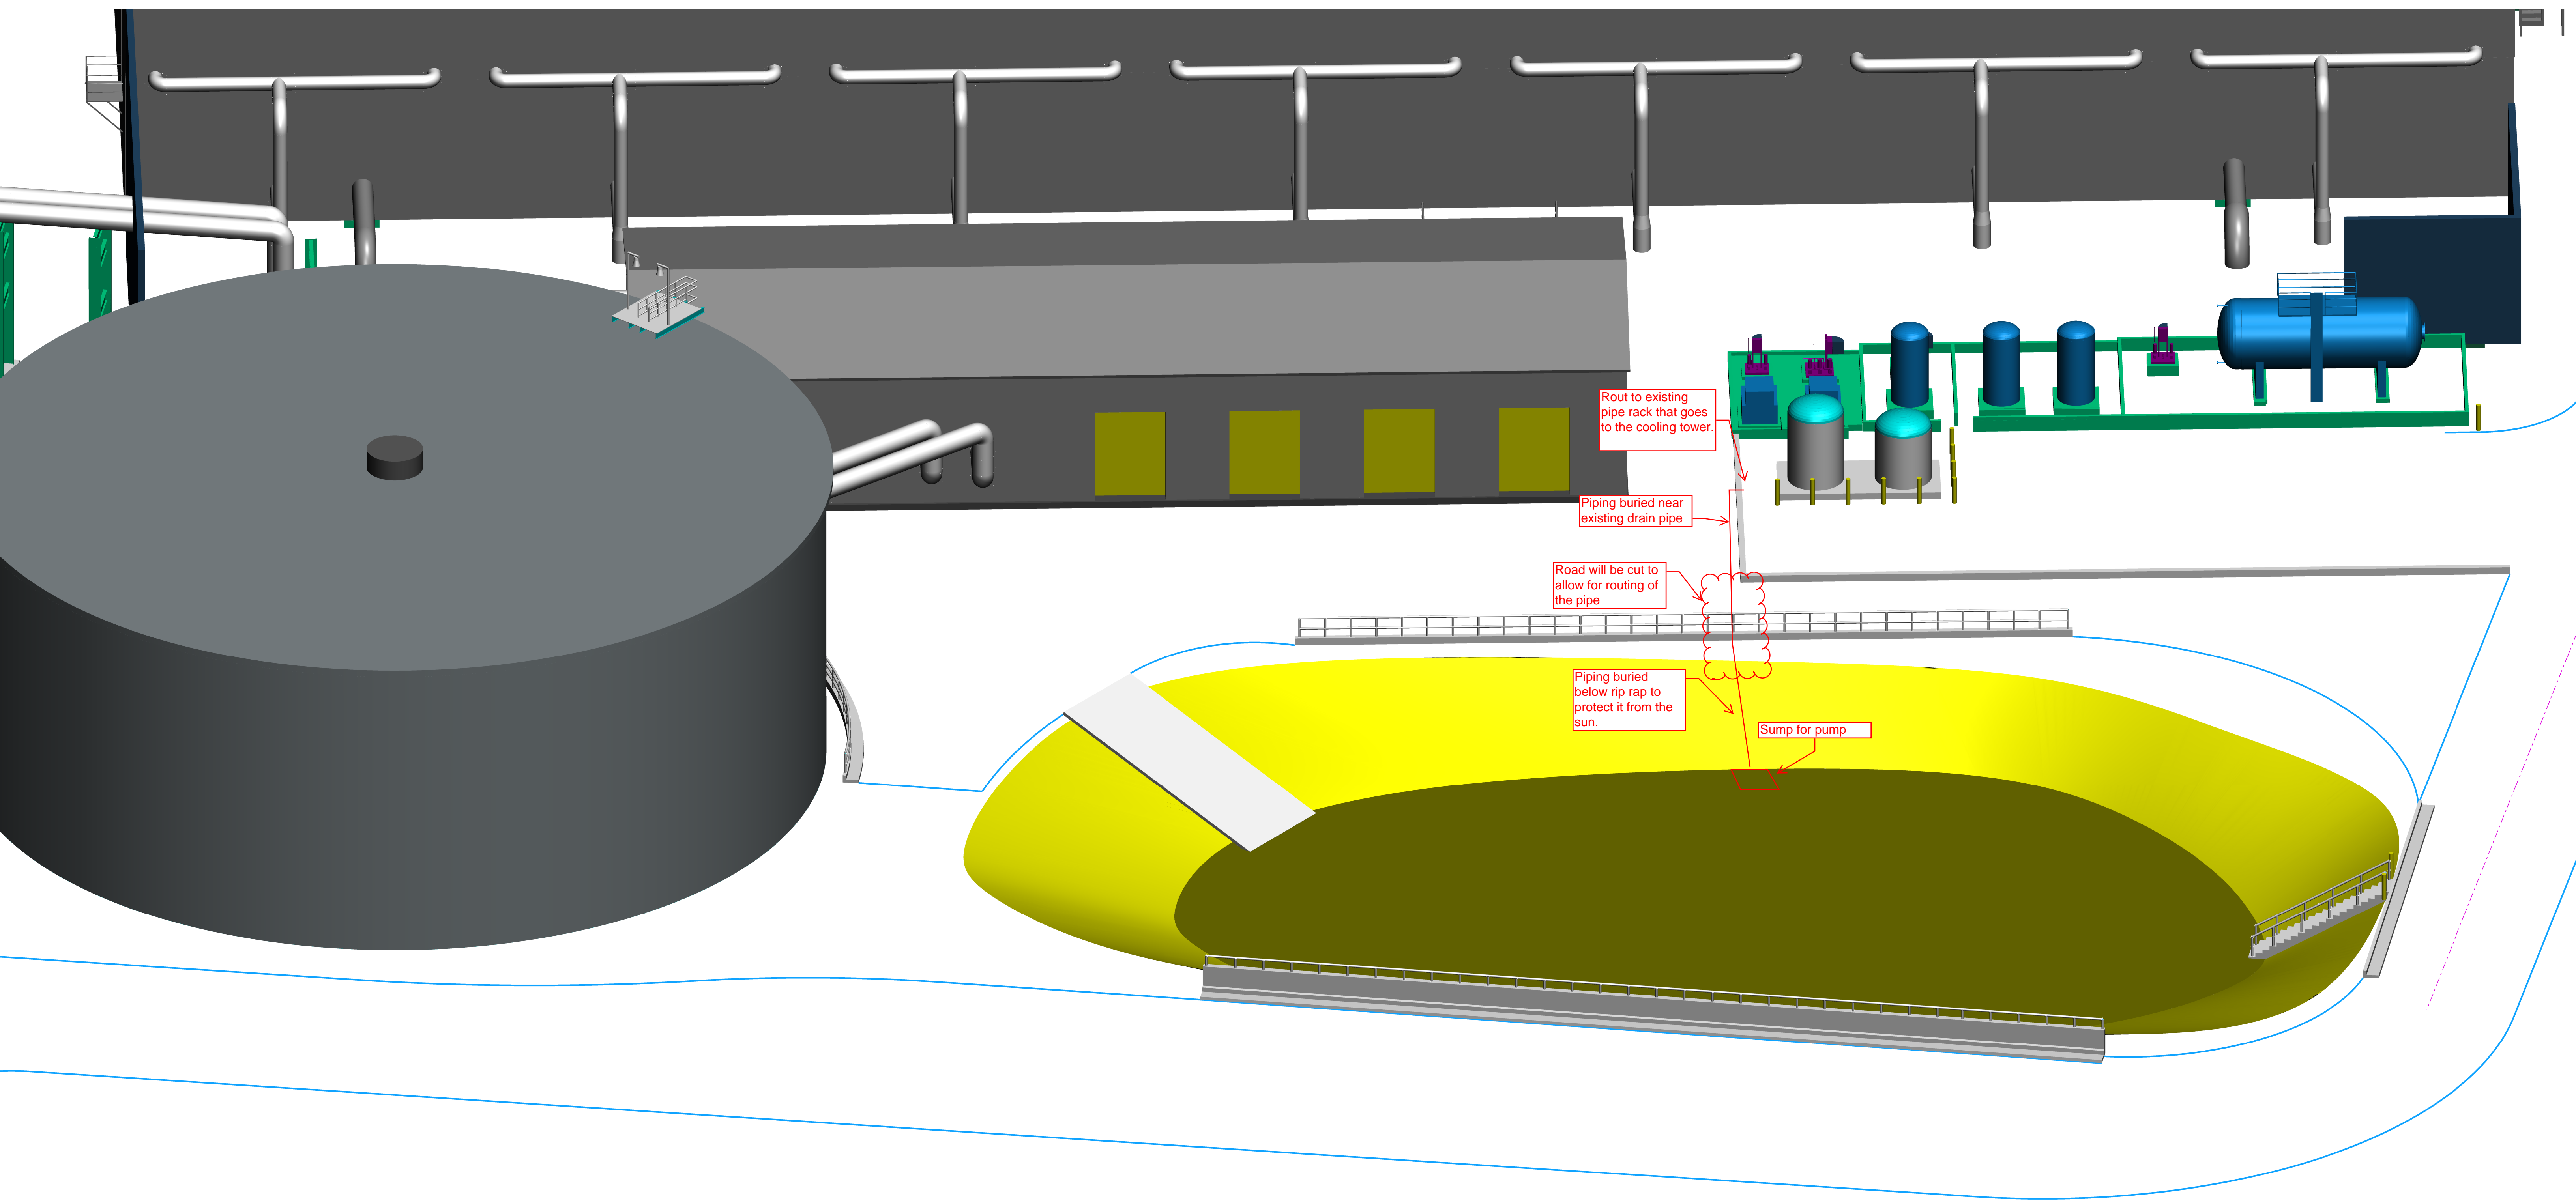 Rout to existing
pipe rack that goes
to the cooling tower.
Piping buried near
existing drain pipe
Road will be cut to
allow for routing of
the pipe
Piping buried
below rip rap to
protect it from the
sun.
Sump for pump